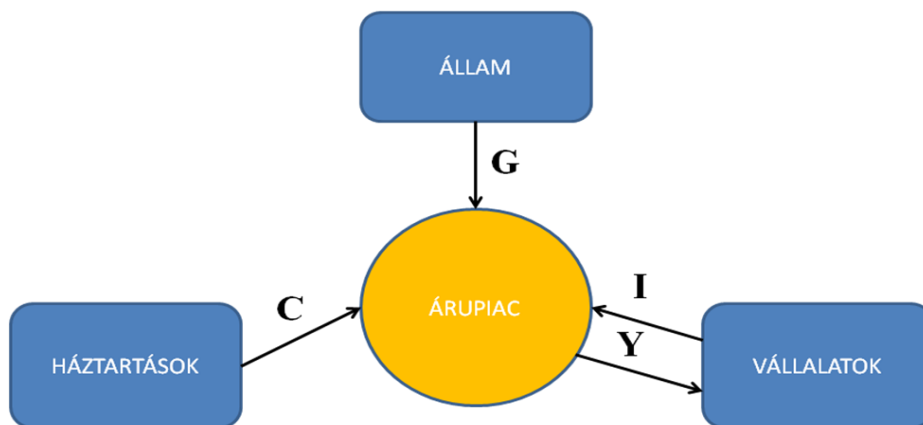 ÁLLAM
G
C
ÁRUPIAC
I
Y
HÁZTARTÁSOK
VÁLLALATOK